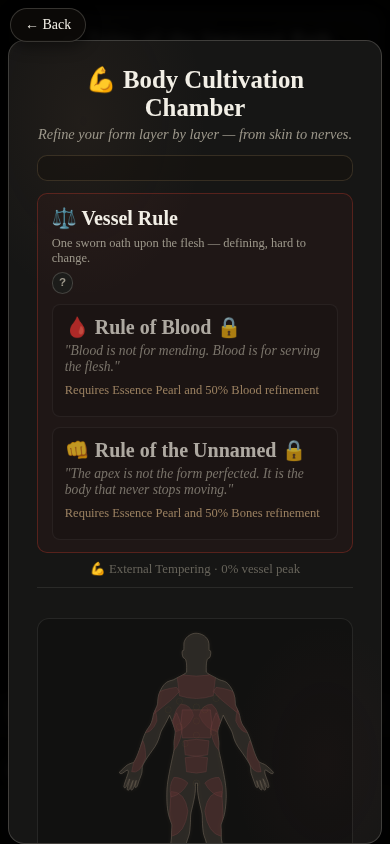 ← Back
💪 Body Cultivation
Chamber
Refine your form layer by layer — from skin to nerves.
⚖️ Vessel Rule
One sworn oath upon the flesh — defining, hard to
change.
?
🩸 Rule of Blood 🔒
"Blood is not for mending. Blood is for serving
the flesh."
Requires Essence Pearl and 50% Blood refinement
👊 Rule of the Unnamed 🔒
"The apex is not the form perfected. It is the
body that never stops moving."
Requires Essence Pearl and 50% Bones refinement
💪 External Tempering · 0% vessel peak